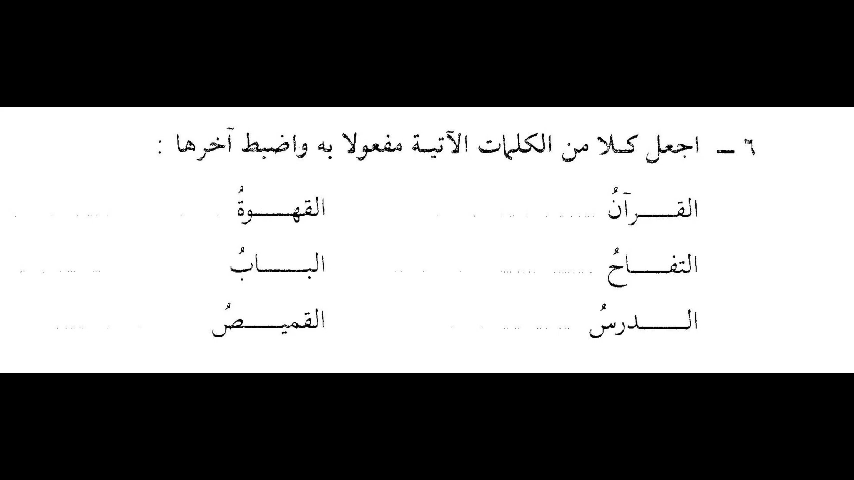 ٦ – اجعل كلا من الكلمات الآتية مفعولا به واضبط آخرها :
القرآنُ ............ القهوةُ ............
التفاحُ ............ البابُ ............
الدرسُ ............ القميصُ ............